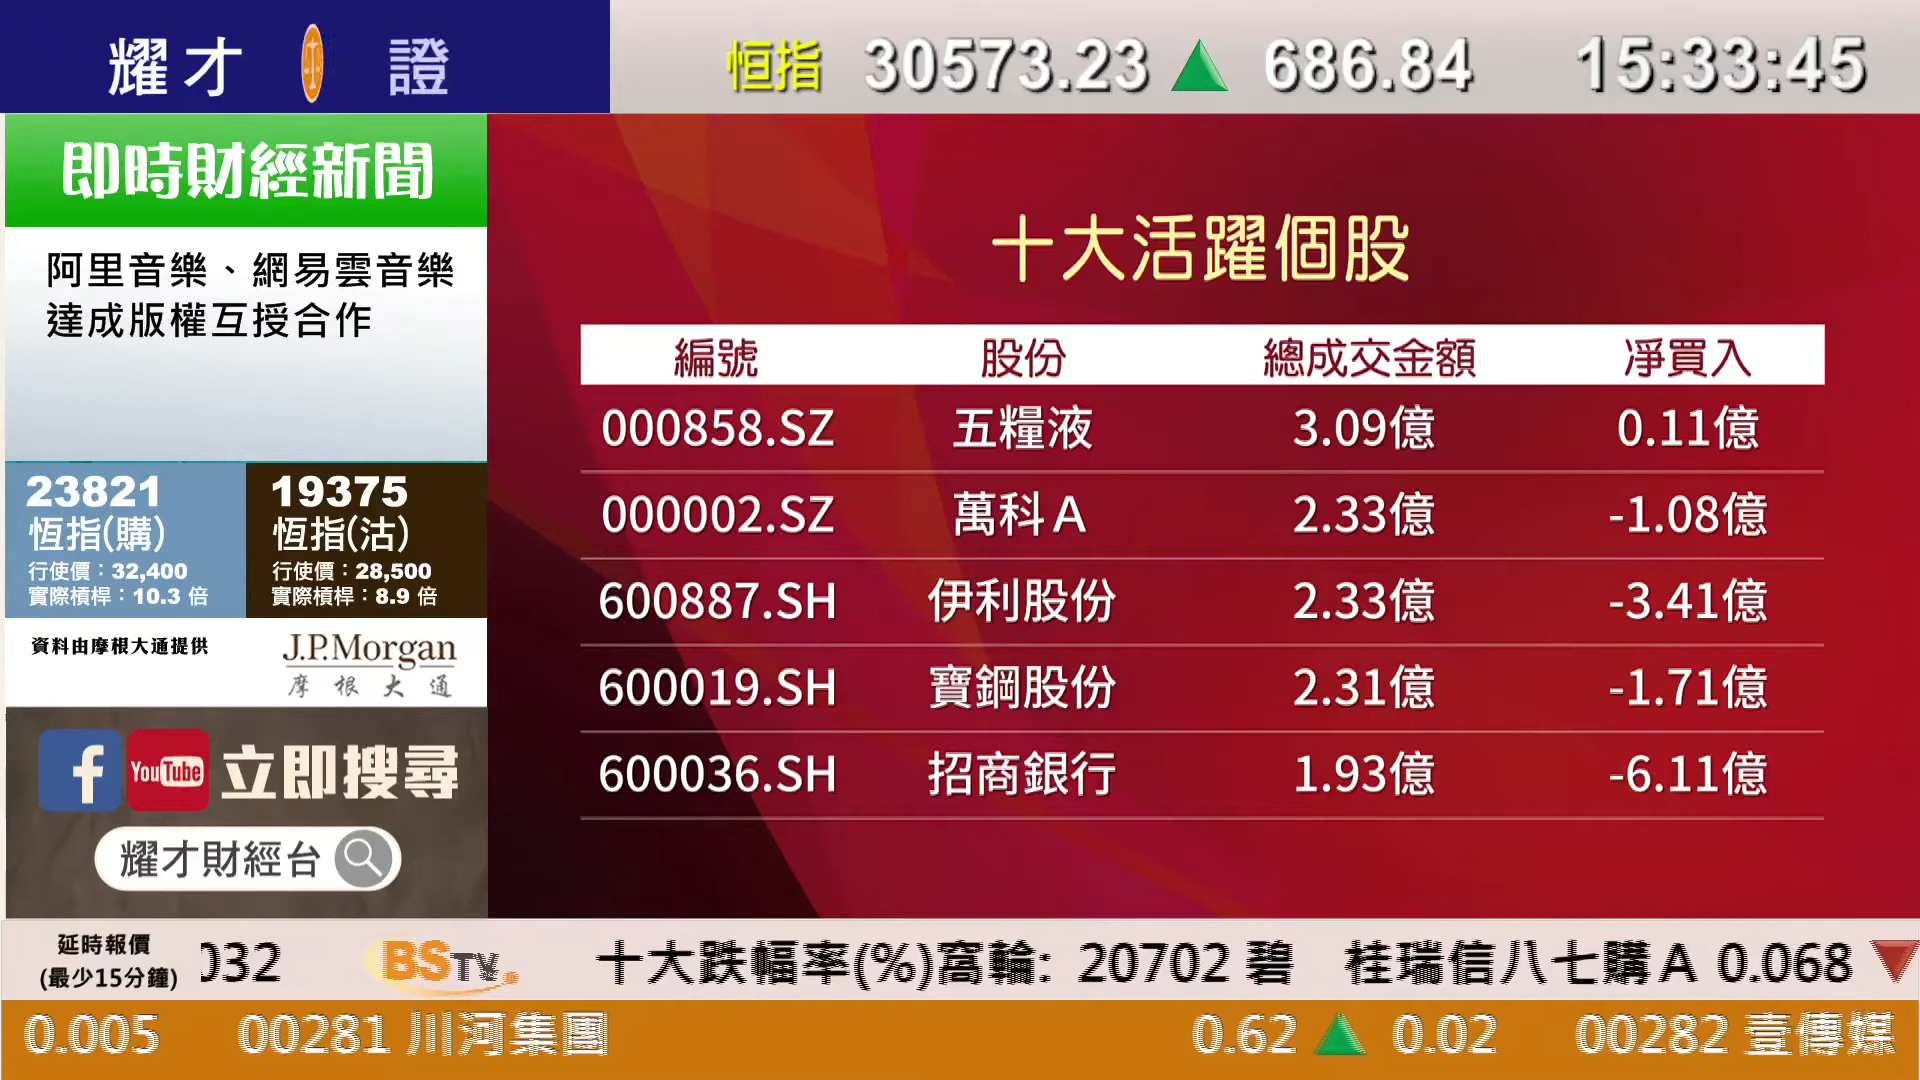 耀才 證
恒指 30573.23 ▲ 686.84 15:33:45
即時財經新聞
阿里音樂、網易雲音樂
達成版權互授合作
23821
恆指(購)
行使價：32,400
實際槓桿：10.3 倍
19375
恆指(沽)
行使價：28,500
實際槓桿：8.9 倍
資料由摩根大通提供
J.P.Morgan
摩根大通
f YouTube 立即搜尋
耀才財經台
十大活躍個股
編號 股份 總成交金額 凈買入
000858.SZ 五糧液 3.09億 0.11億
000002.SZ 萬科A 2.33億 -1.08億
600887.SH 伊利股份 2.33億 -3.41億
600019.SH 寶鋼股份 2.31億 -1.71億
600036.SH 招商銀行 1.93億 -6.11億
延時報價
(最少15分鐘)
032 BSTV 十大跌幅率(%)窩輪: 20702 碧 桂瑞信八七購A 0.068 ▼
0.005 00281 川河集團 0.62 ▲ 0.02 00282 壹傳媒